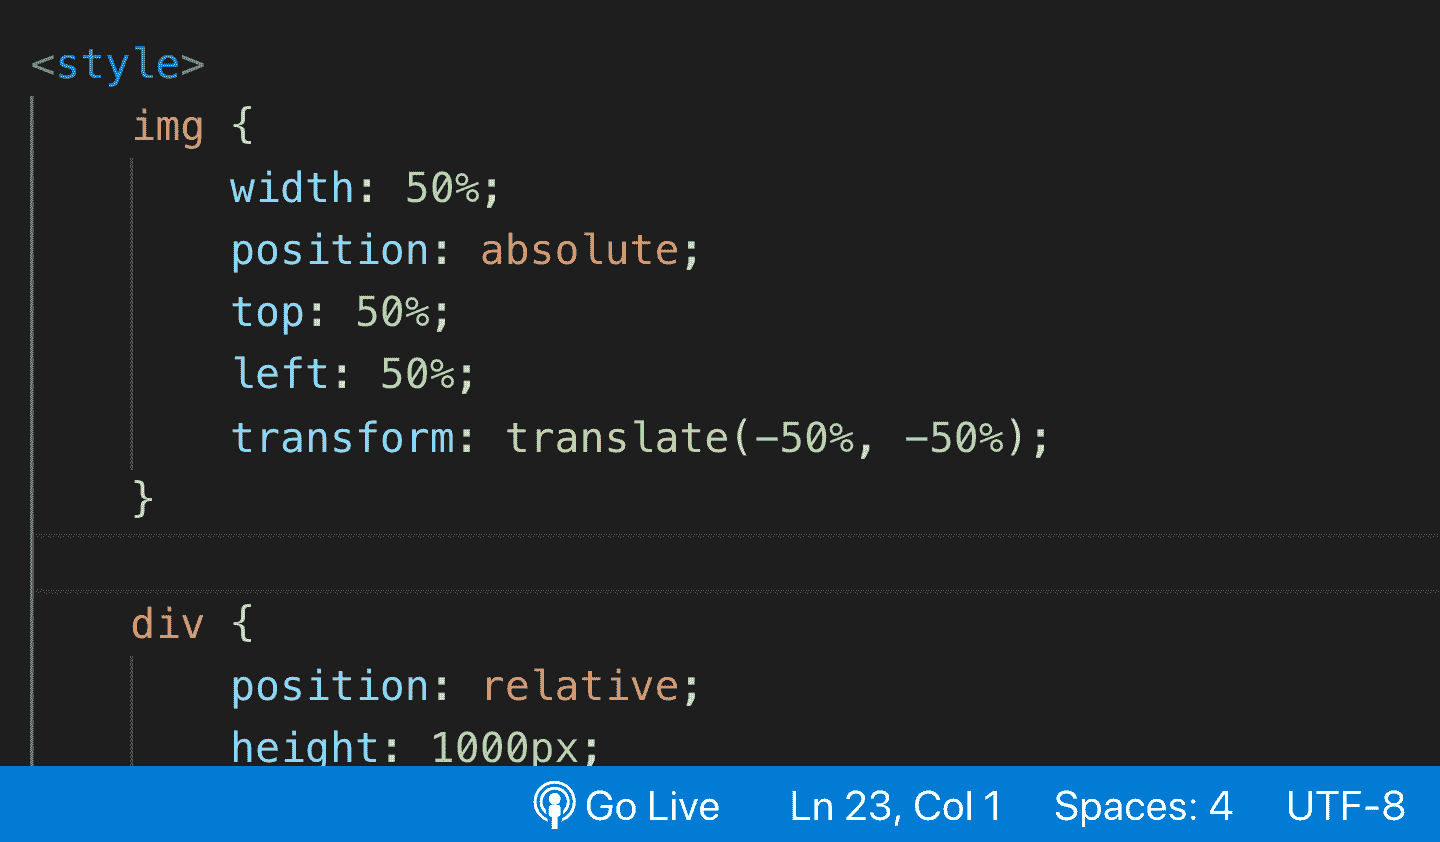 <style>
    img {
        width: 50%;
        position: absolute;
        top: 50%;
        left: 50%;
        transform: translate(-50%, -50%);
    }
    div {
        position: relative;
        height: 1000px;
Go Live Ln 23, Col 1 Spaces: 4 UTF-8